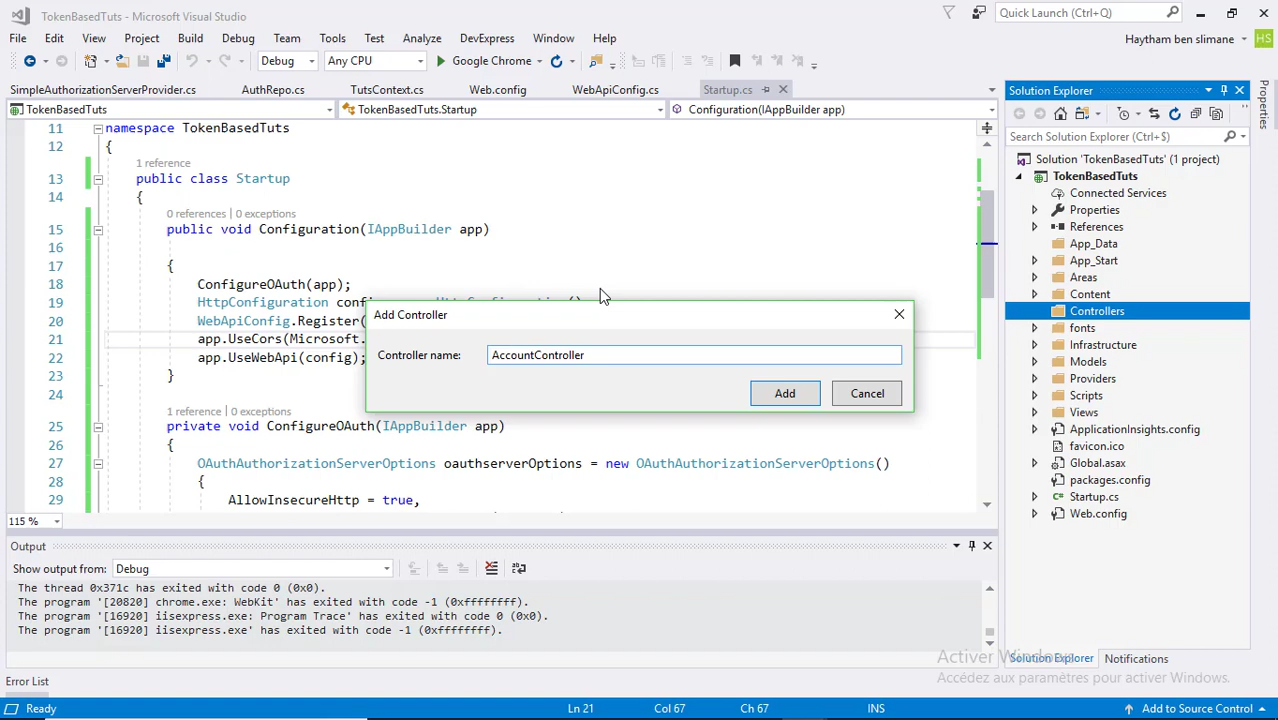 TokenBasedTuts - Microsoft Visual Studio
Quick Launch (Ctrl+Q)
File Edit View Project Build Debug Team Tools Test Analyze DevExpress Window Help
Haytham ben slimane HS
Debug Any CPU Google Chrome
SimpleAuthorizationServerProvider.cs AuthRepo.cs TutsContext.cs Web.config WebApiConfig.cs Startup.cs
TokenBasedTuts TokenBasedTuts.Startup Configuration(IAppBuilder app)
11 namespace TokenBasedTuts
12 {
1 reference
13 public class Startup
14 {
0 references | 0 exceptions
15 public void Configuration(IAppBuilder app)
16
17 {
18 ConfigureOAuth(app);
19 HttpConfiguration
20 WebApiConfig.Register(
21 app.UseCors(Microsoft.
22 app.UseWebApi(config);
23 }
24
1 reference | 0 exceptions
25 private void ConfigureOAuth(IAppBuilder app)
26 {
27 OAuthAuthorizationServerOptions oauthserverOptions = new OAuthAuthorizationServerOptions()
28 {
29 AllowInsecureHttp = true,
115 %
Add Controller
Controller name: AccountController
Add Cancel
Output
Show output from: Debug
The thread 0x371c has exited with code 0 (0x0).
The program '[20820] chrome.exe: WebKit' has exited with code -1 (0xffffffff).
The program '[16920] iisexpress.exe: Program Trace' has exited with code 0 (0x0).
The program '[16920] iisexpress.exe' has exited with code -1 (0xffffffff).
Error List
Ready Ln 21 Col 67 Ch 67 INS Add to Source Control
Solution Explorer
Search Solution Explorer (Ctrl+$)
Solution 'TokenBasedTuts' (1 project)
TokenBasedTuts
Connected Services
Properties
References
App_Data
App_Start
Areas
Content
Controllers
fonts
Infrastructure
Models
Providers
Scripts
Views
ApplicationInsights.config
favicon.ico
Global.asax
packages.config
Startup.cs
Web.config
Solution Explorer Notifications
Activer Windows
Accédez aux paramètres pour activer Windows.
Properties